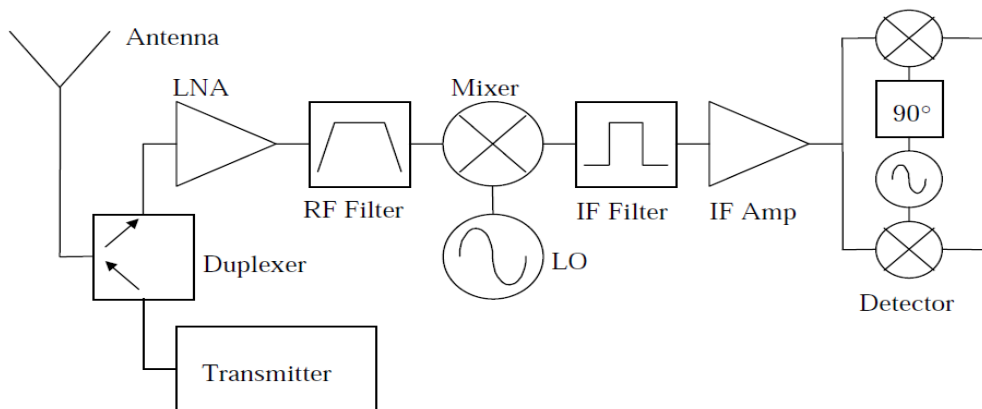 Antenna
LNA
Mixer
90°
RF Filter
IF Filter
IF Amp
Duplexer
LO
Detector
Transmitter